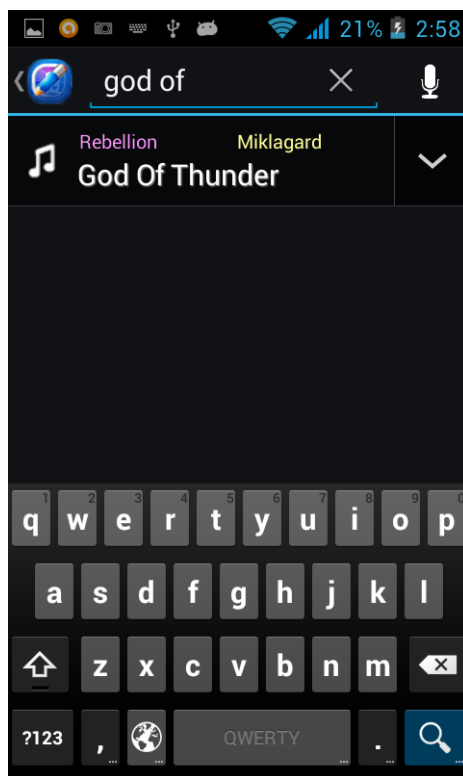 21% 2:58
god of
Rebellion Miklagard
God Of Thunder
1 2 3 4 5 6 7 8 9 0
q w e r t y u i o p
a s d f g h j k l
z x c v b n m
?123 , QWERTY .